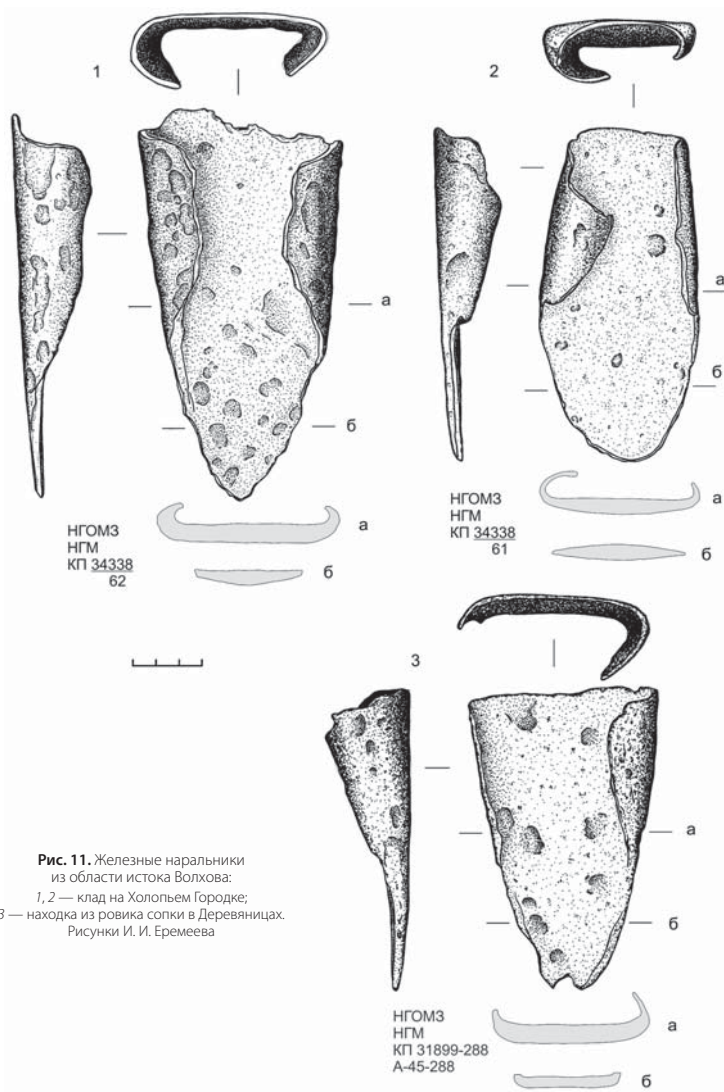 1
2
а
б
а
б
НГОМЗ
НГМ
КП 34338
62
а
б
НГОМЗ
НГМ
КП 34338
61
а
б
3
а
б
Рис. 11. Железные наральники
из области истока Волхова:
1, 2 — клад на Холопьем Городке;
3 — находка из ровика сопки в Деревяницах.
Рисунки И. И. Еремеева
НГОМЗ
НГМ
КП 31899-288
А-45-288
а
б